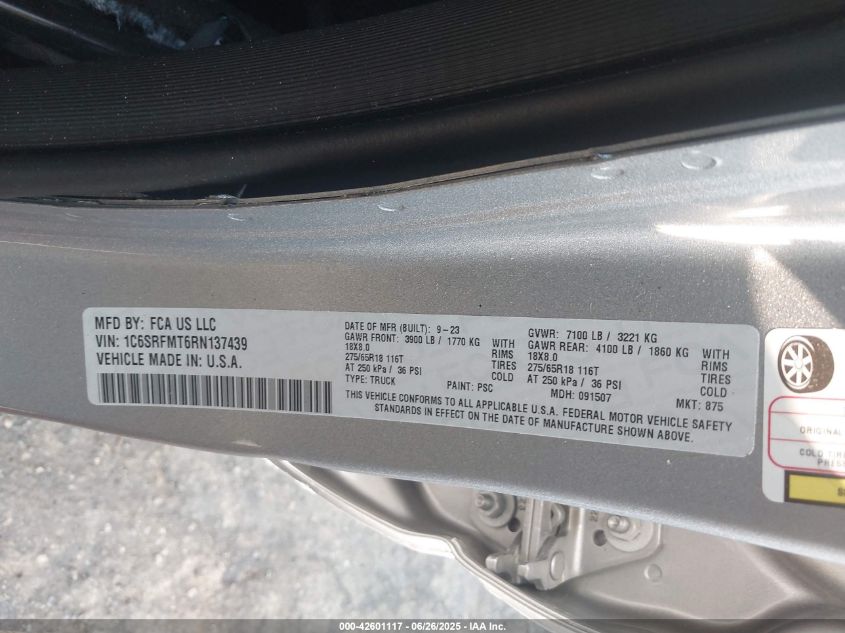 MFD BY: FCA US LLC
VIN: 1C6SRFMT6RN137439
VEHICLE MADE IN: U.S.A.
DATE OF MFR (BUILT): 9-23 GVWR: 7100 LB / 3221 KG
GAWR FRONT: 3900 LB / 1770 KG WITH GAWR REAR: 4100 LB / 1860 KG WITH
18X8.0 RIMS 18X8.0 RIMS
275/65R18 116T TIRES 275/65R18 116T TIRES
AT 250 kPa / 36 PSI COLD AT 250 kPa / 36 PSI COLD
TYPE: TRUCK PAINT: PSC MDH: 091507 MKT: 875
THIS VEHICLE CONFORMS TO ALL APPLICABLE U.S.A. FEDERAL MOTOR VEHICLE SAFETY
STANDARDS IN EFFECT ON THE DATE OF MANUFACTURE SHOWN ABOVE.
ORIGINAL
COLD TIRE
PRESS
000-42601117 - 06/26/2025 - IAA Inc.